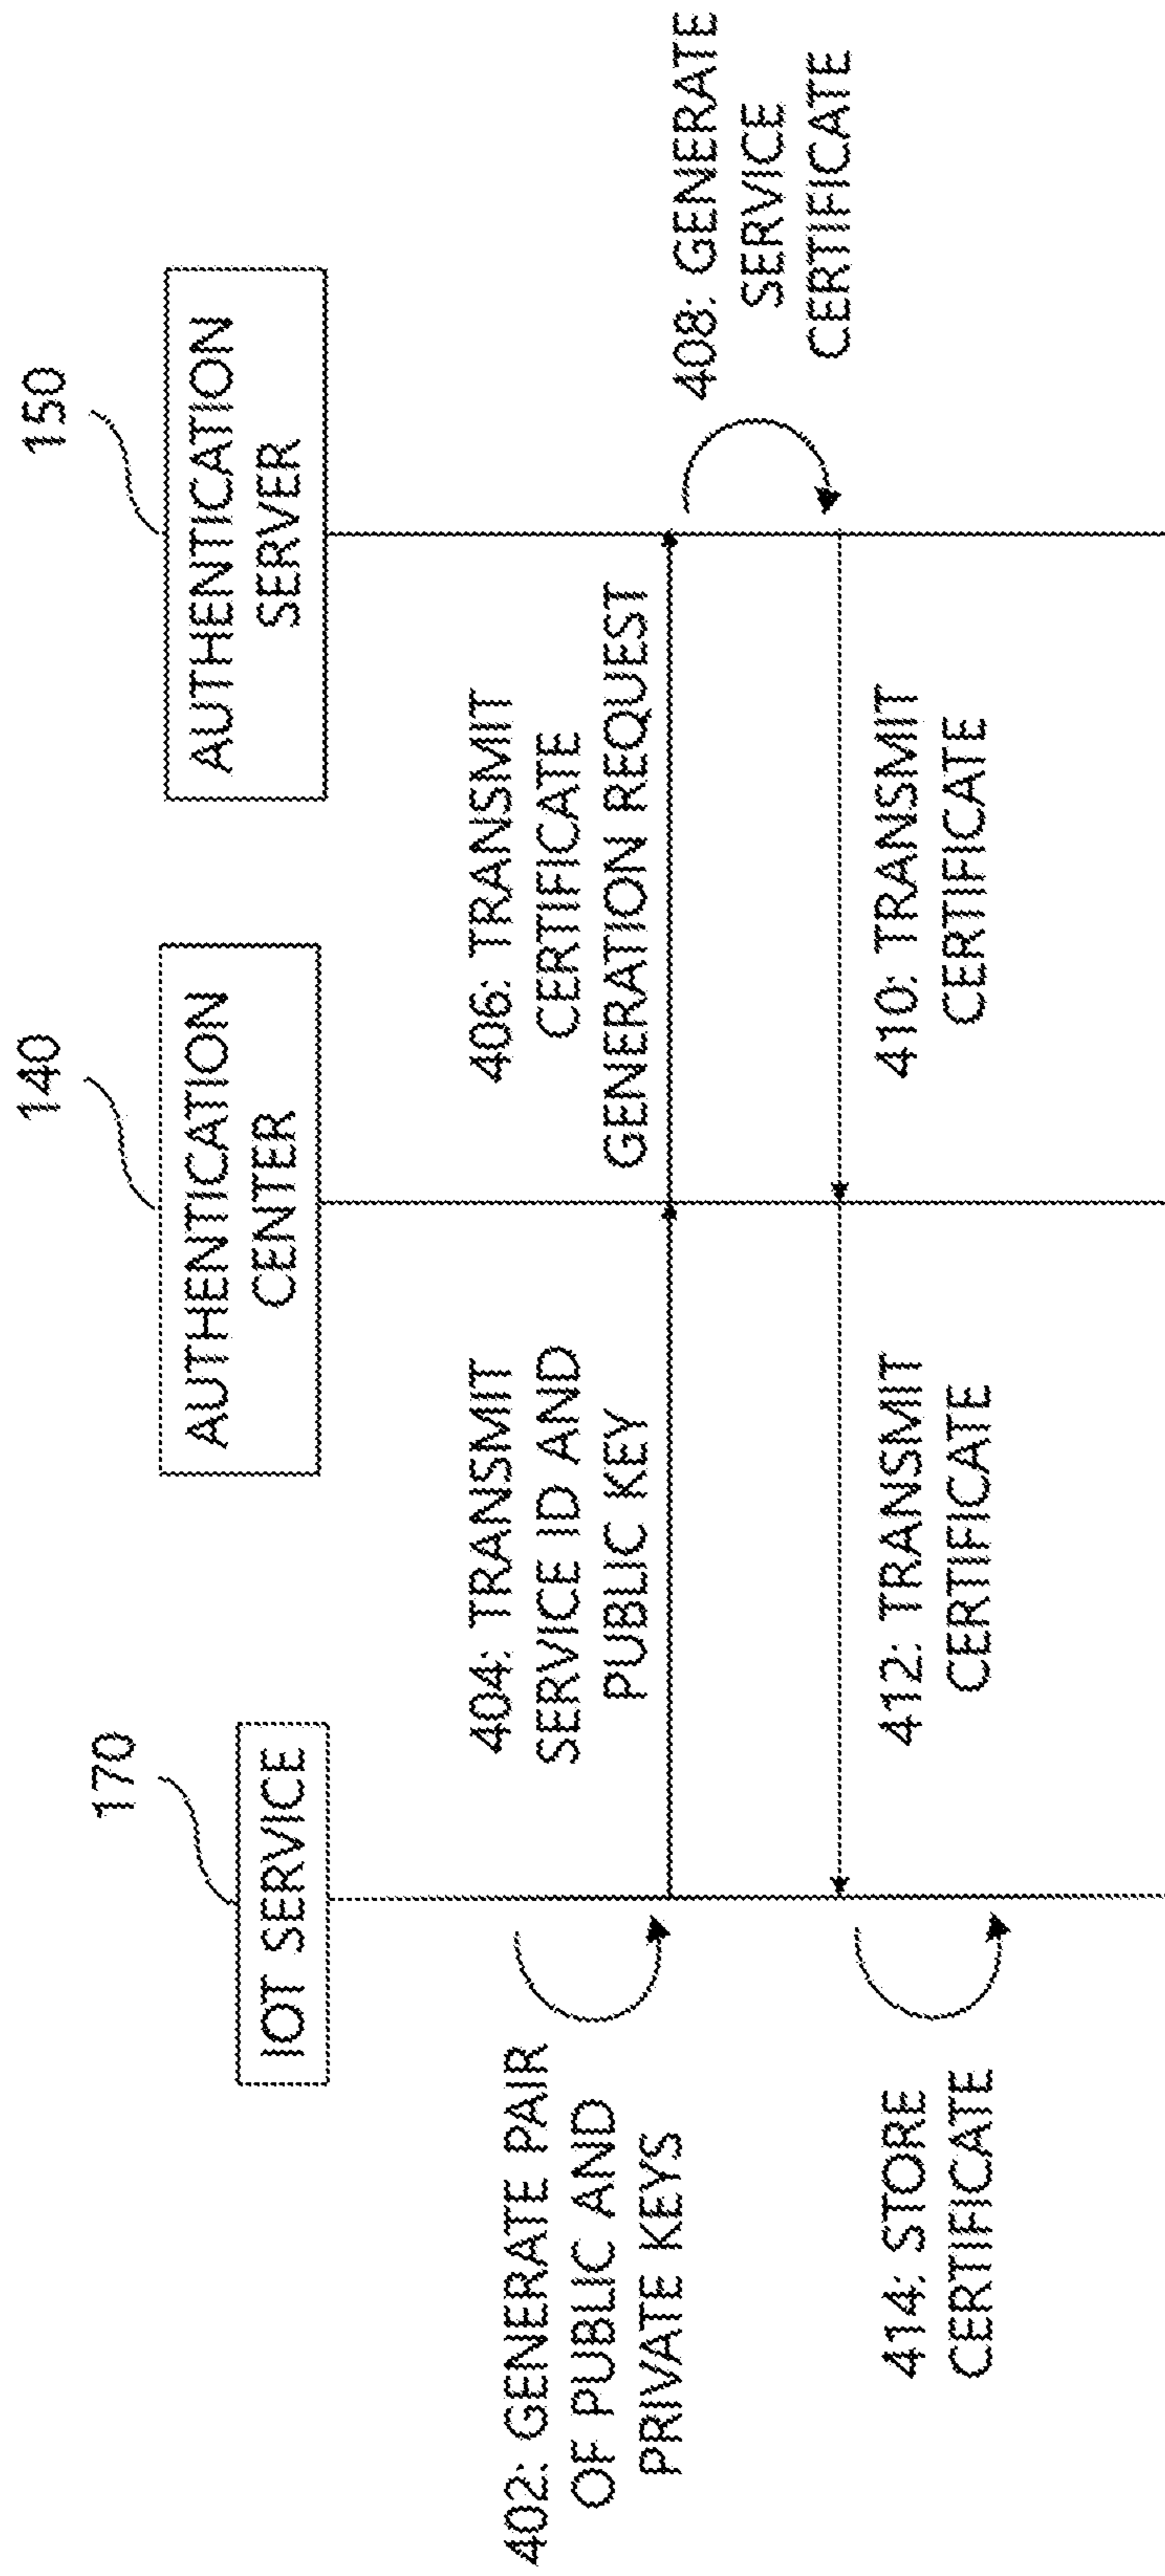 170
IOT SERVICE
140
AUTHENTICATION
CENTER
150
AUTHENTICATION
SERVER
402: GENERATE PAIR
OF PUBLIC AND
PRIVATE KEYS
404: TRANSMIT
SERVICE ID AND
PUBLIC KEY
406: TRANSMIT
CERTIFICATE
GENERATION REQUEST
408: GENERATE
SERVICE
CERTIFICATE
410: TRANSMIT
CERTIFICATE
412: TRANSMIT
CERTIFICATE
414: STORE
CERTIFICATE